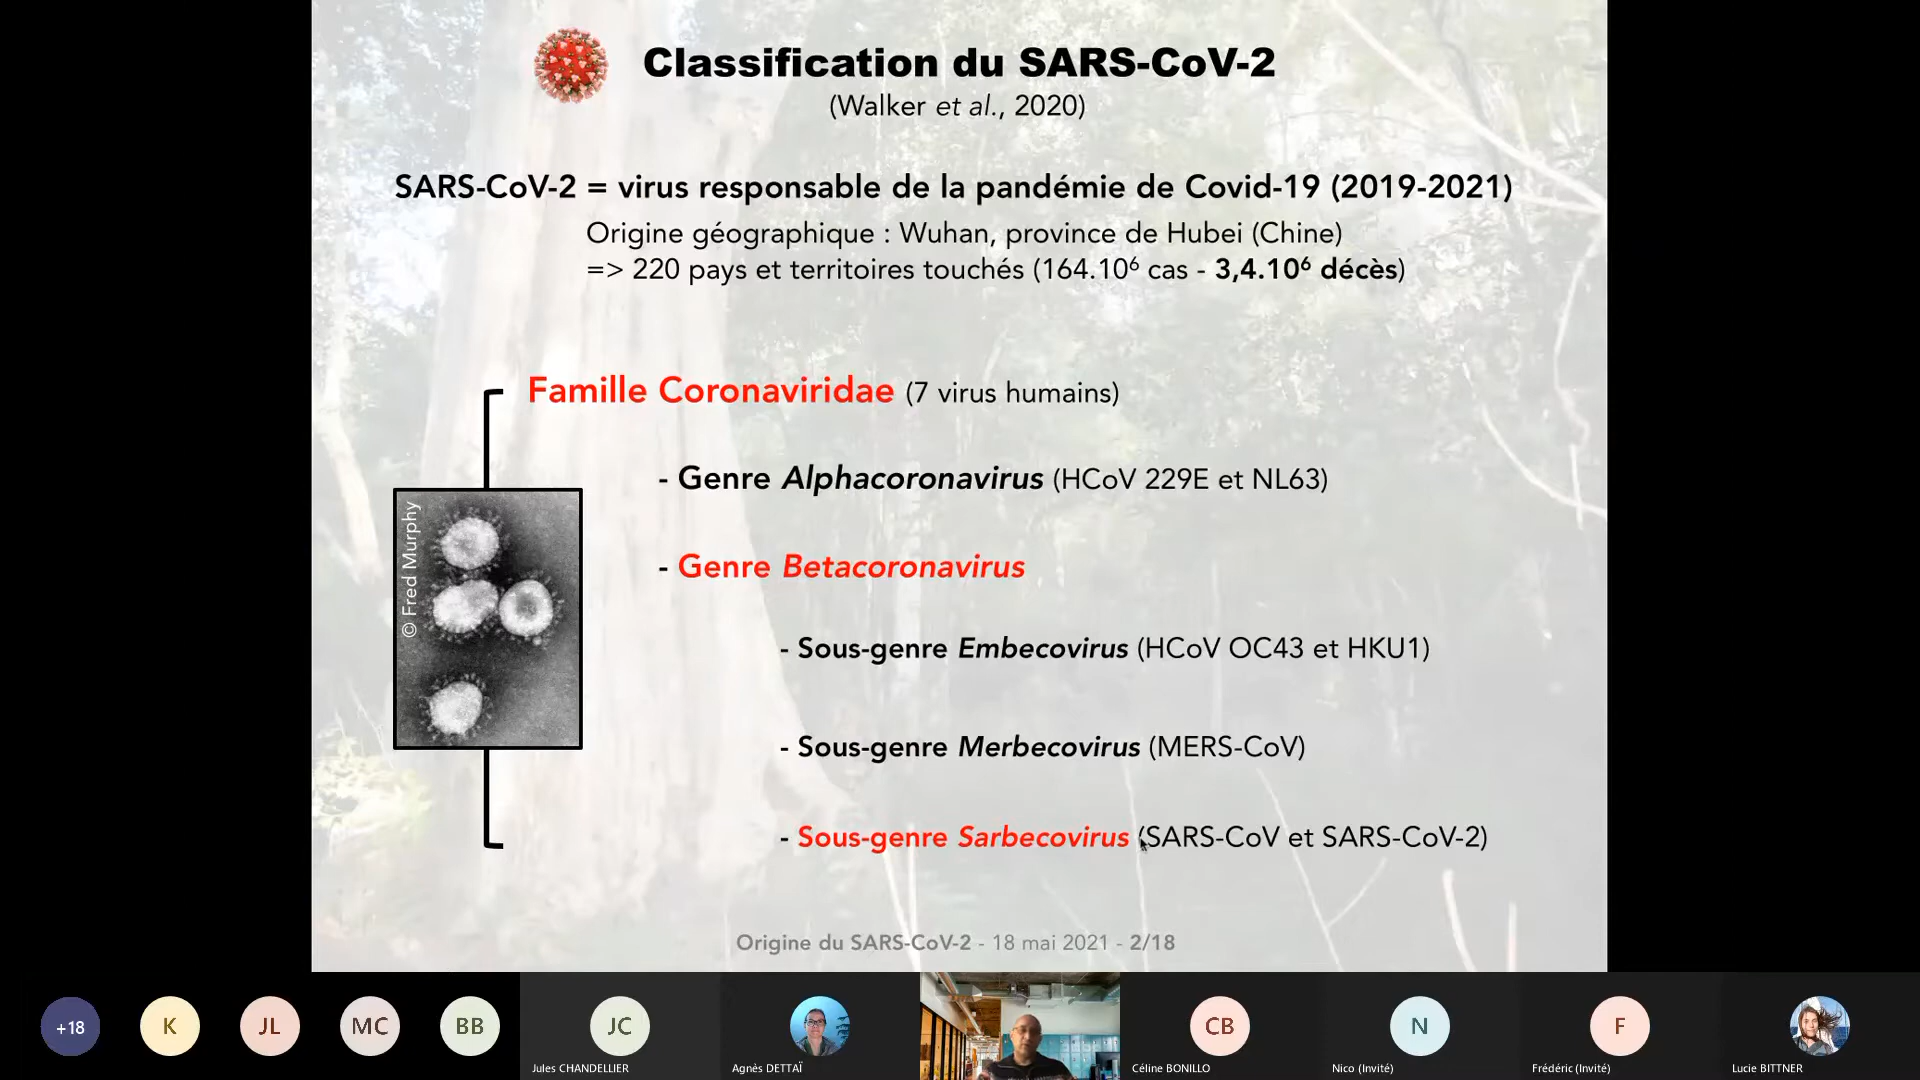 Classification du SARS-CoV-2
(Walker et al., 2020)
SARS-CoV-2 = virus responsable de la pandémie de Covid-19 (2019-2021)
Origine géographique : Wuhan, province de Hubei (Chine)
=> 220 pays et territoires touchés (164.10⁶ cas - 3,4.10⁶ décès)
Famille Coronaviridae (7 virus humains)
- Genre Alphacoronavirus (HCoV 229E et NL63)
- Genre Betacoronavirus
© Fred Murphy
- Sous-genre Embecovirus (HCoV OC43 et HKU1)
- Sous-genre Merbecovirus (MERS-CoV)
- Sous-genre Sarbecovirus (SARS-CoV et SARS-CoV-2)
Origine du SARS-CoV-2 - 18 mai 2021 - 2/18
+18
K
JL
MC
BB
JC
CB
N
F
Jules CHANDELLIER
Agnès DETTAÏ
Céline BONILLO
Nico (Invité)
Frédéric (Invité)
Lucie BITTNER